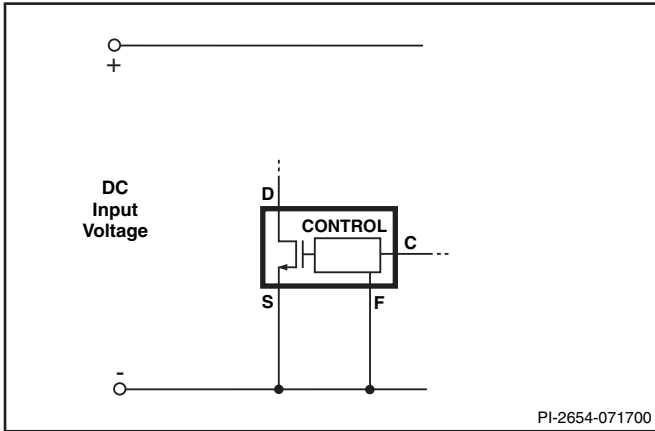 +
D
DC
Input
Voltage
CONTROL
C
S
F
-
PI-2654-071700